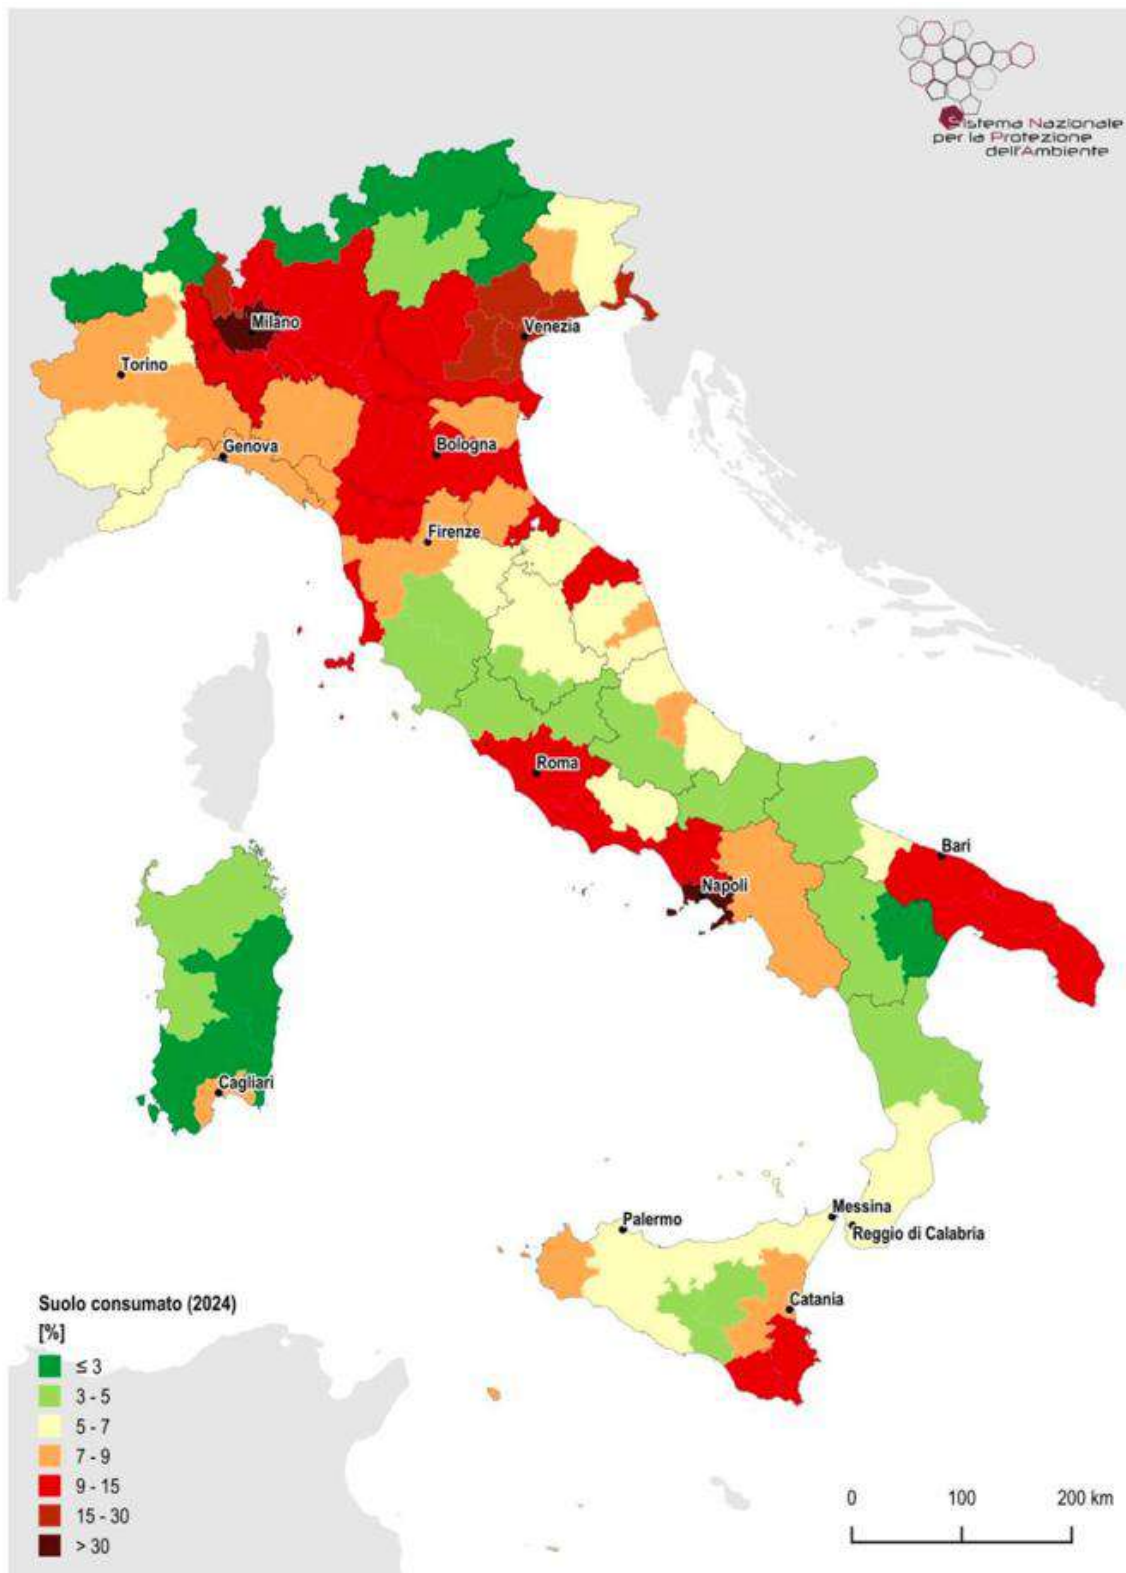 Sistema Nazionale
per la Protezione
dell'Ambiente
Milano
Venezia
Torino
Genova
Bologna
Firenze
Roma
Bari
Napoli
Cagliari
Palermo
Messina
Reggio di Calabria
Catania
Suolo consumato (2024)
[%]
≤ 3
3 - 5
5 - 7
7 - 9
9 - 15
15 - 30
> 30
0 100 200 km